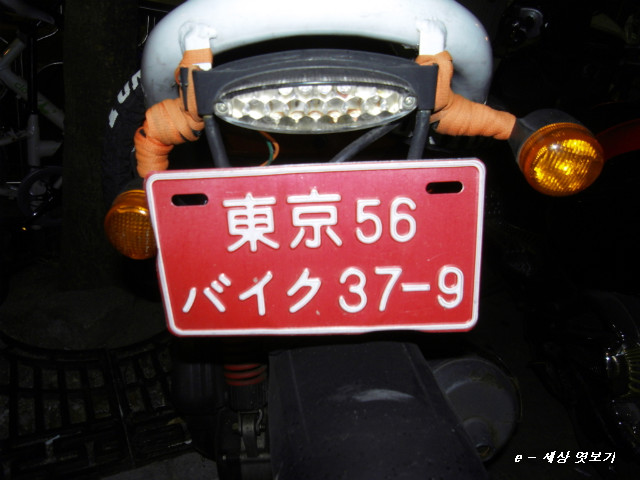 東京56
バイク37-9
e - 세상 엿보기